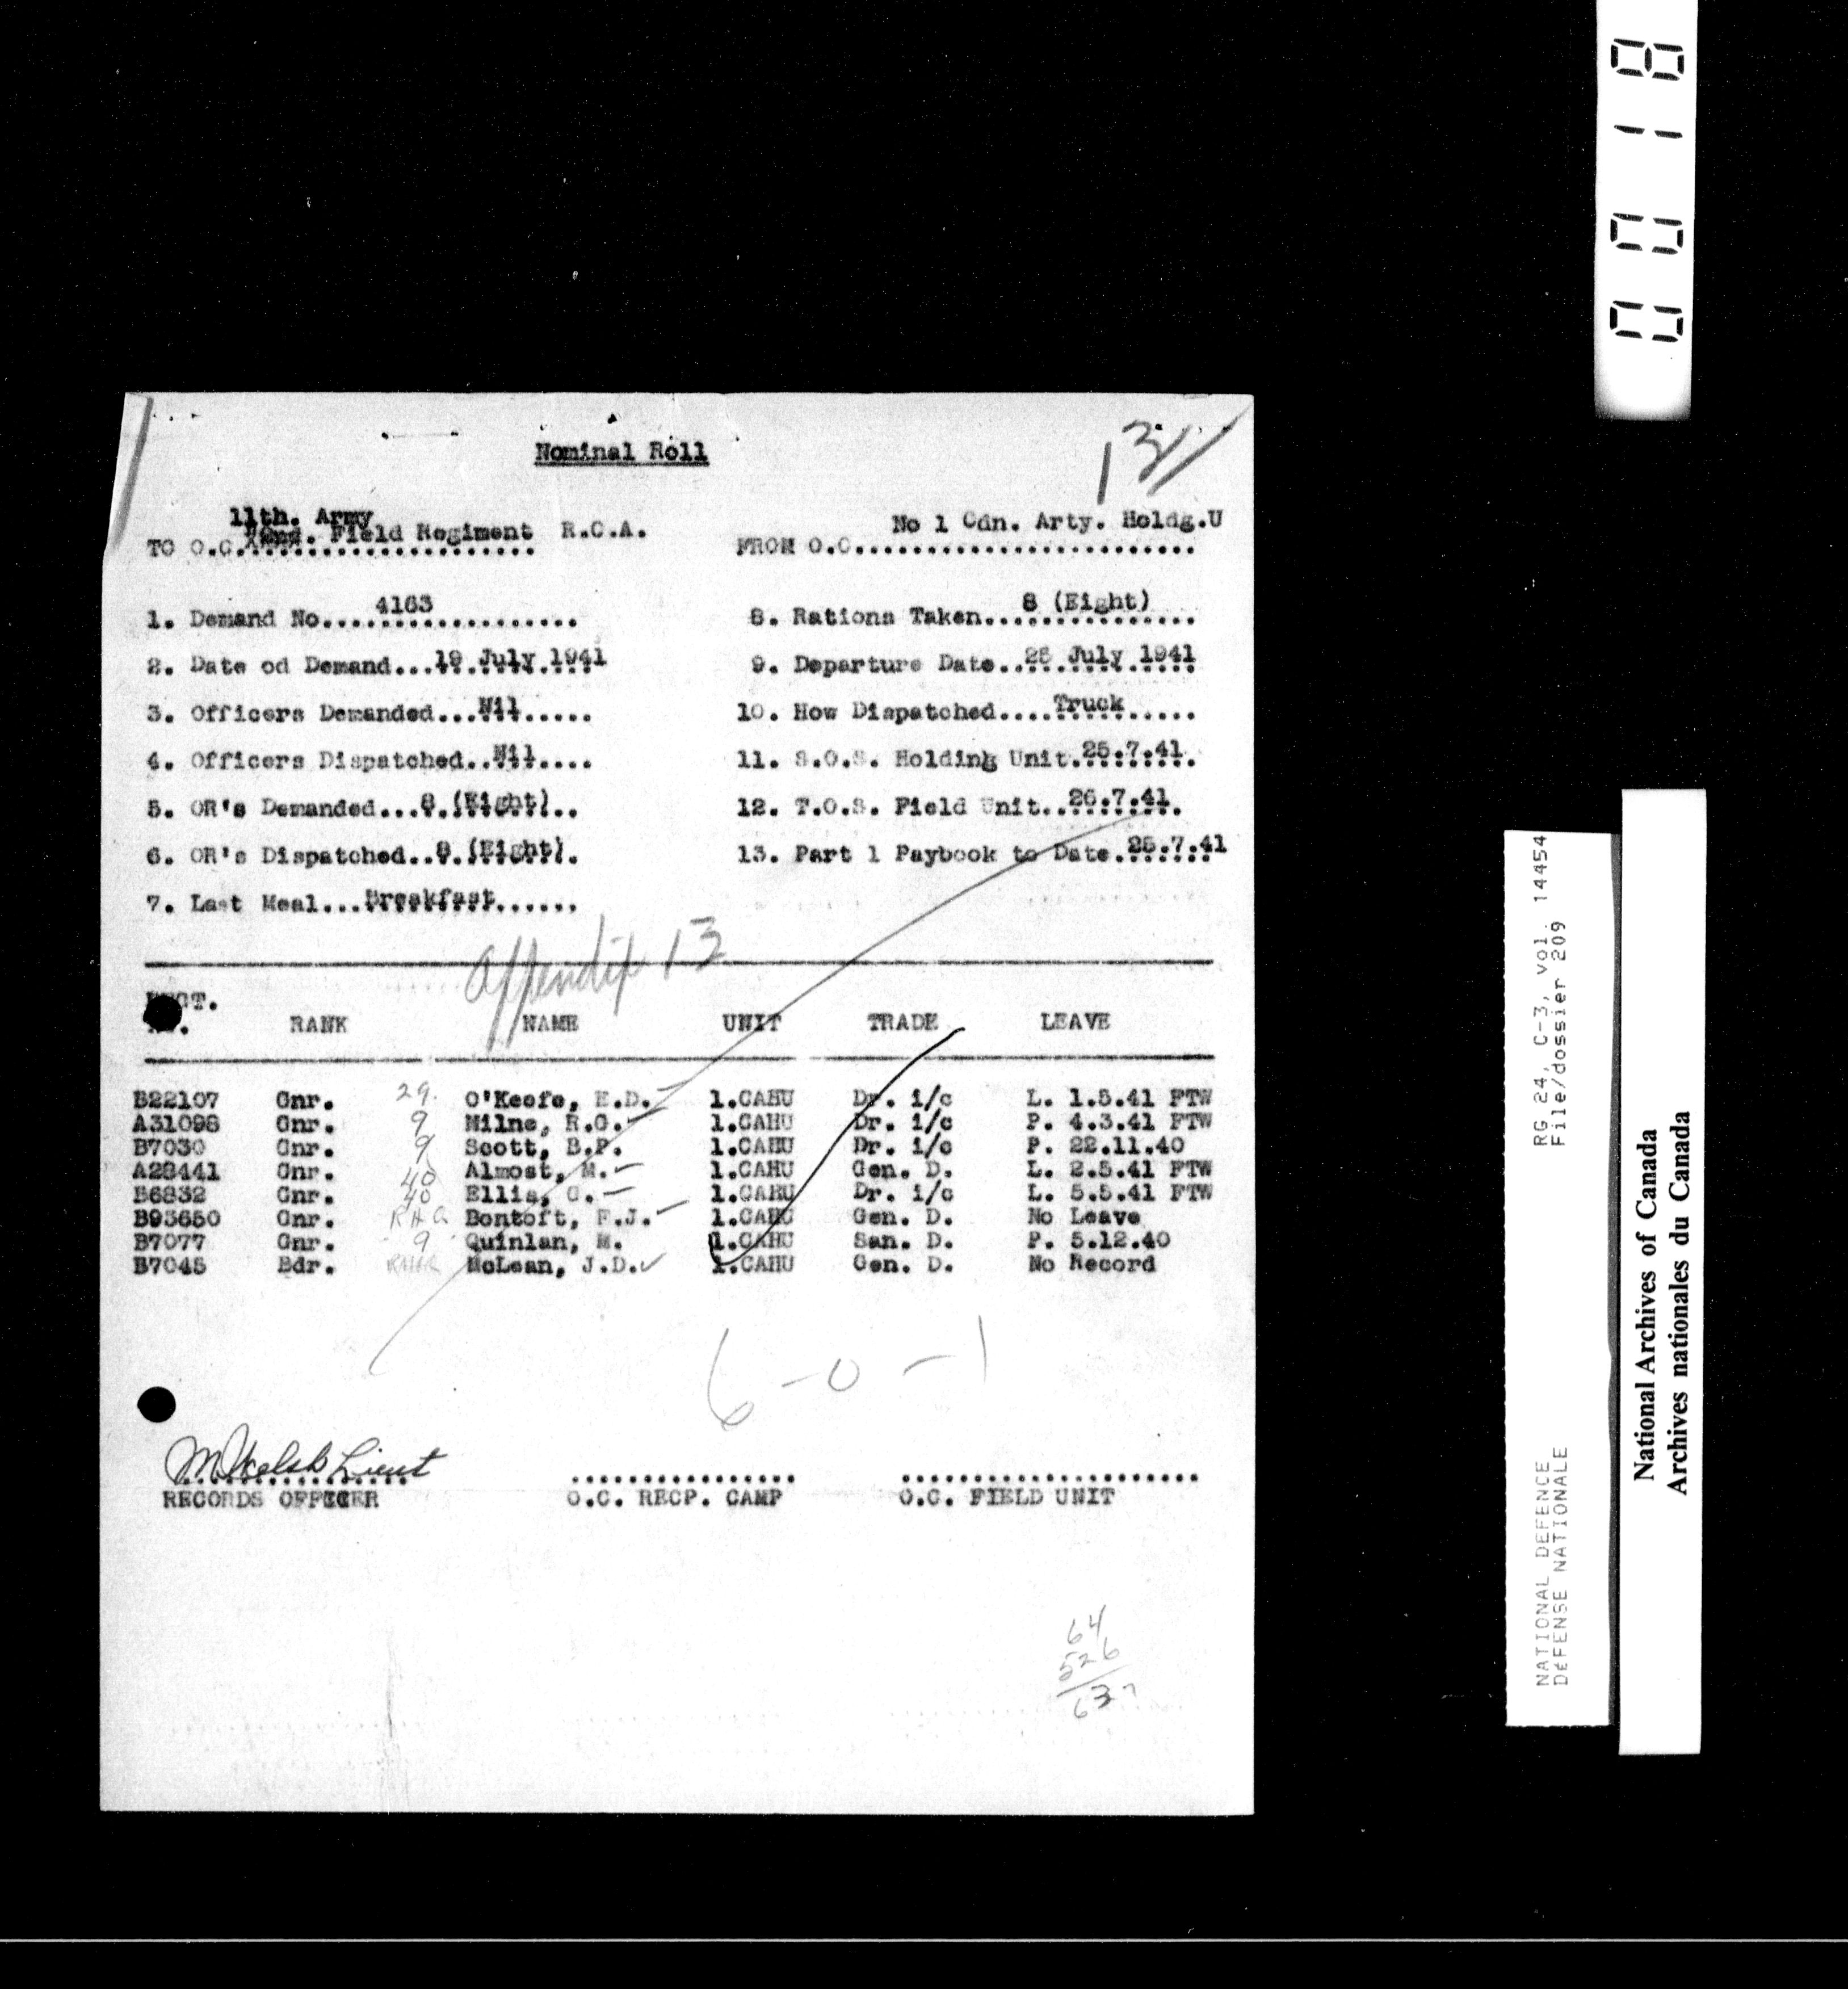 0018
Nominal Roll
13
11th. Army
TO O.C. Field Regiment R.C.A.
FROM O.C. No 1 Cdn. Arty. Holdg.U
1. Demand No....4163
8. Rations Taken...8 (Eight)
2. Date od Demand...19 July 1941
9. Departure Date...25 July 1941
3. Officers Demanded...Nil.....
10. How Dispatched....Truck.....
4. Officers Dispatched..Nil....
11. S.O.S. Holding Unit.25.7.41.
5. OR's Demanded...8 (Eight)..
12. T.O.S. Field Unit..26.7.41.
6. OR's Dispatched..8 (Eight).
13. Part 1 Paybook to Date.25.7.41
7. Last Meal...Breakfast......
Appendix 13
RANK NAME UNIT TRADE LEAVE
B22107 Gnr. 29. O'Keefe, E.D. 1.CAHU Dr. i/c L. 1.5.41 FTW
A31098 Gnr. 9 Milne, R.G. 1.CAHU Dr. i/c P. 4.3.41 FTW
B7030 Gnr. 9 Scott, B.P. 1.CAHU Dr. i/c P. 22.11.40
A28441 Gnr. 40 Almost, M. 1.CAHU Gen. D. L. 2.5.41 FTW
B6832 Gnr. 40 Ellis, C. 1.CAHU Dr. i/c L. 5.5.41 FTW
B93650 Gnr. RHQ Bontoft, F.J. 1.CAHU Gen. D. No Leave
B7077 Gnr. 9 Quinlan, M. 1.CAHU San. D. P. 5.12.40
B7045 Bdr. McLean, J.D. 1.CAHU Gen. D. No Record
6-0-1
Lieut
RECORDS OFFICER
O.C. RECP. CAMP
O.C. FIELD UNIT
64
526
63
NATIONAL DEFENCE RG 24, C-3, vol. 14454
DÉFENSE NATIONALE File/dossier 209
National Archives of Canada
Archives nationales du Canada